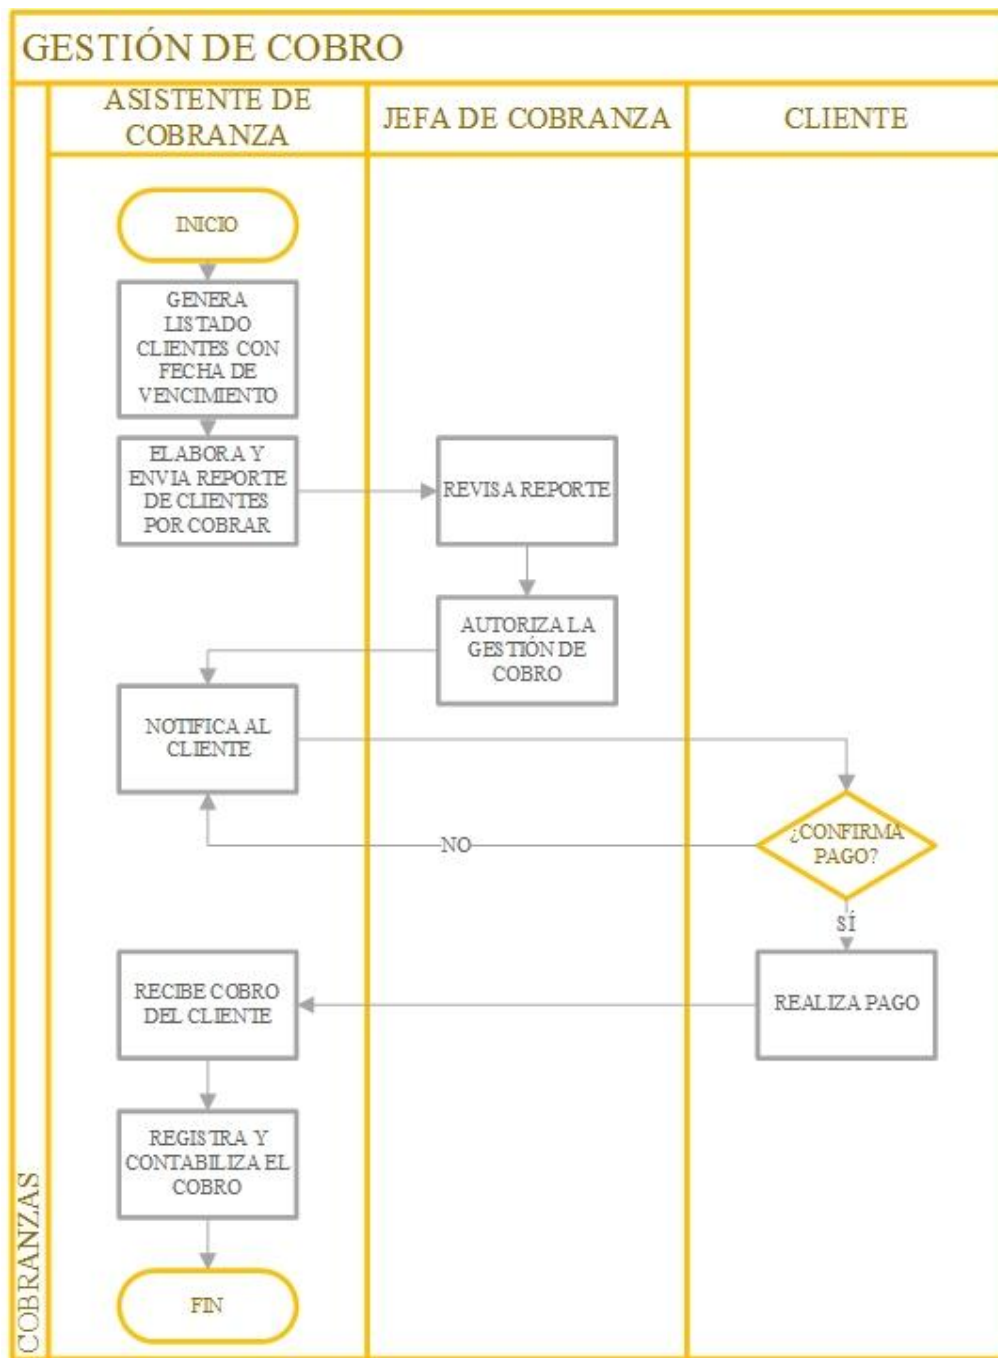 GESTIÓN DE COBRO
ASISTENTE DE
COBRANZA
JEFA DE COBRANZA
CLIENTE
INICIO
GENERA
LISTADO
CLIENTES CON
FECHA DE
VENCIMIENTO
ELABORA Y
ENVIA REPORTE
DE CLIENTES
POR COBRAR
REVISA REPORTE
AUTORIZA LA
GESTIÓN DE
COBRO
NOTIFICA AL
CLIENTE
¿CONFIRMA
PAGO?
NO
SÍ
REALIZA PAGO
RECIBE COBRO
DEL CLIENTE
REGISTRA Y
CONTABILIZA EL
COBRO
FIN
COBRANZAS